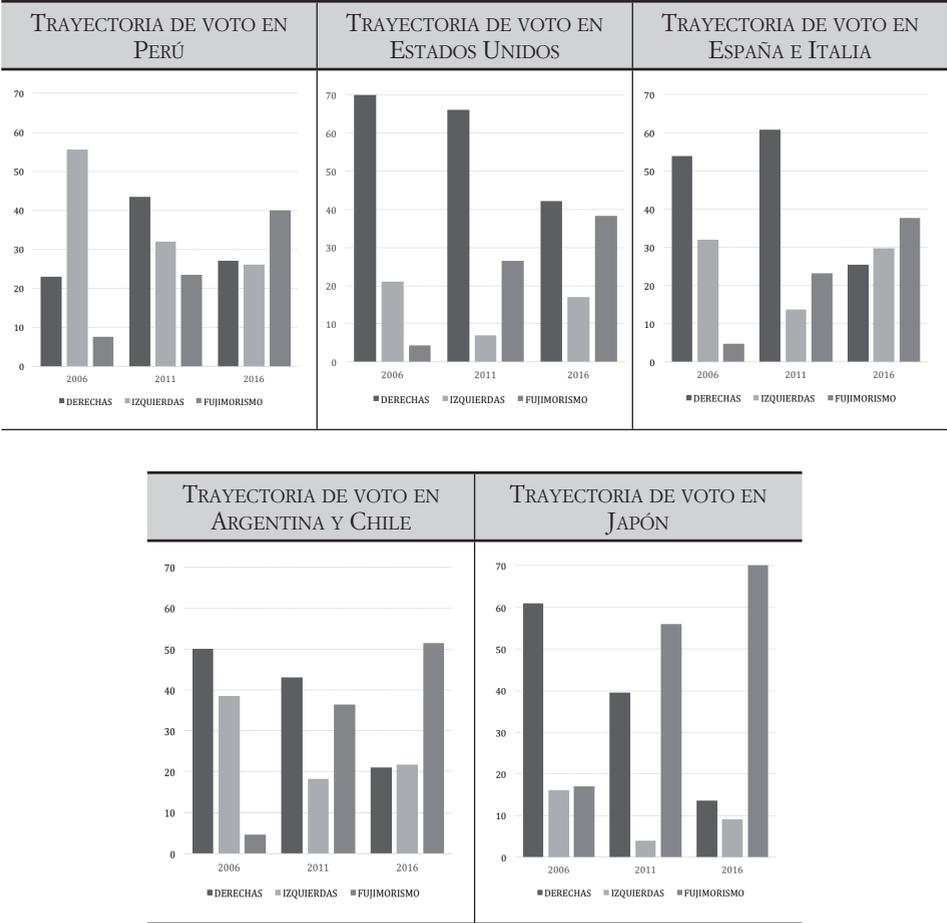 Trayectoria de voto en
Perú
Trayectoria de voto en
Estados Unidos
Trayectoria de voto en
España e Italia
70
60
50
40
30
20
10
0
2006 2011 2016
■ DERECHAS ■ IZQUIERDAS ■ FUJIMORISMO
70
60
50
40
30
20
10
0
2006 2011 2016
■ DERECHAS ■ IZQUIERDAS ■ FUJIMORISMO
70
60
50
40
30
20
10
0
2006 2011 2016
■ DERECHAS ■ IZQUIERDAS ■ FUJIMORISMO
Trayectoria de voto en
Argentina y Chile
Trayectoria de voto en
Japón
70
60
50
40
30
20
10
0
2006 2011 2016
■ DERECHAS ■ IZQUIERDAS ■ FUJIMORISMO
70
60
50
40
30
20
10
0
2006 2011 2016
■ DERECHAS ■ IZQUIERDAS ■ FUJIMORISMO